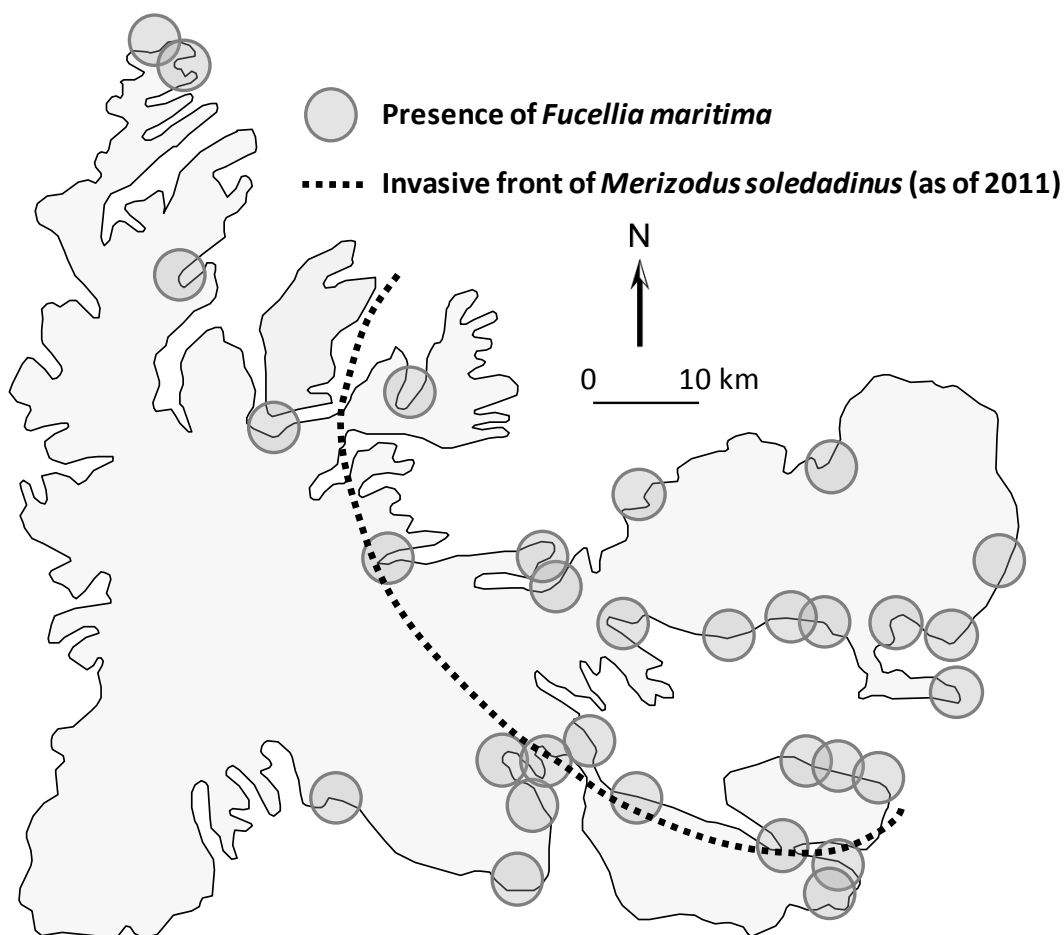 Presence of Fucellia maritima
Invasive front of Merizodus soledadinus (as of 2011)
N
0 10 km